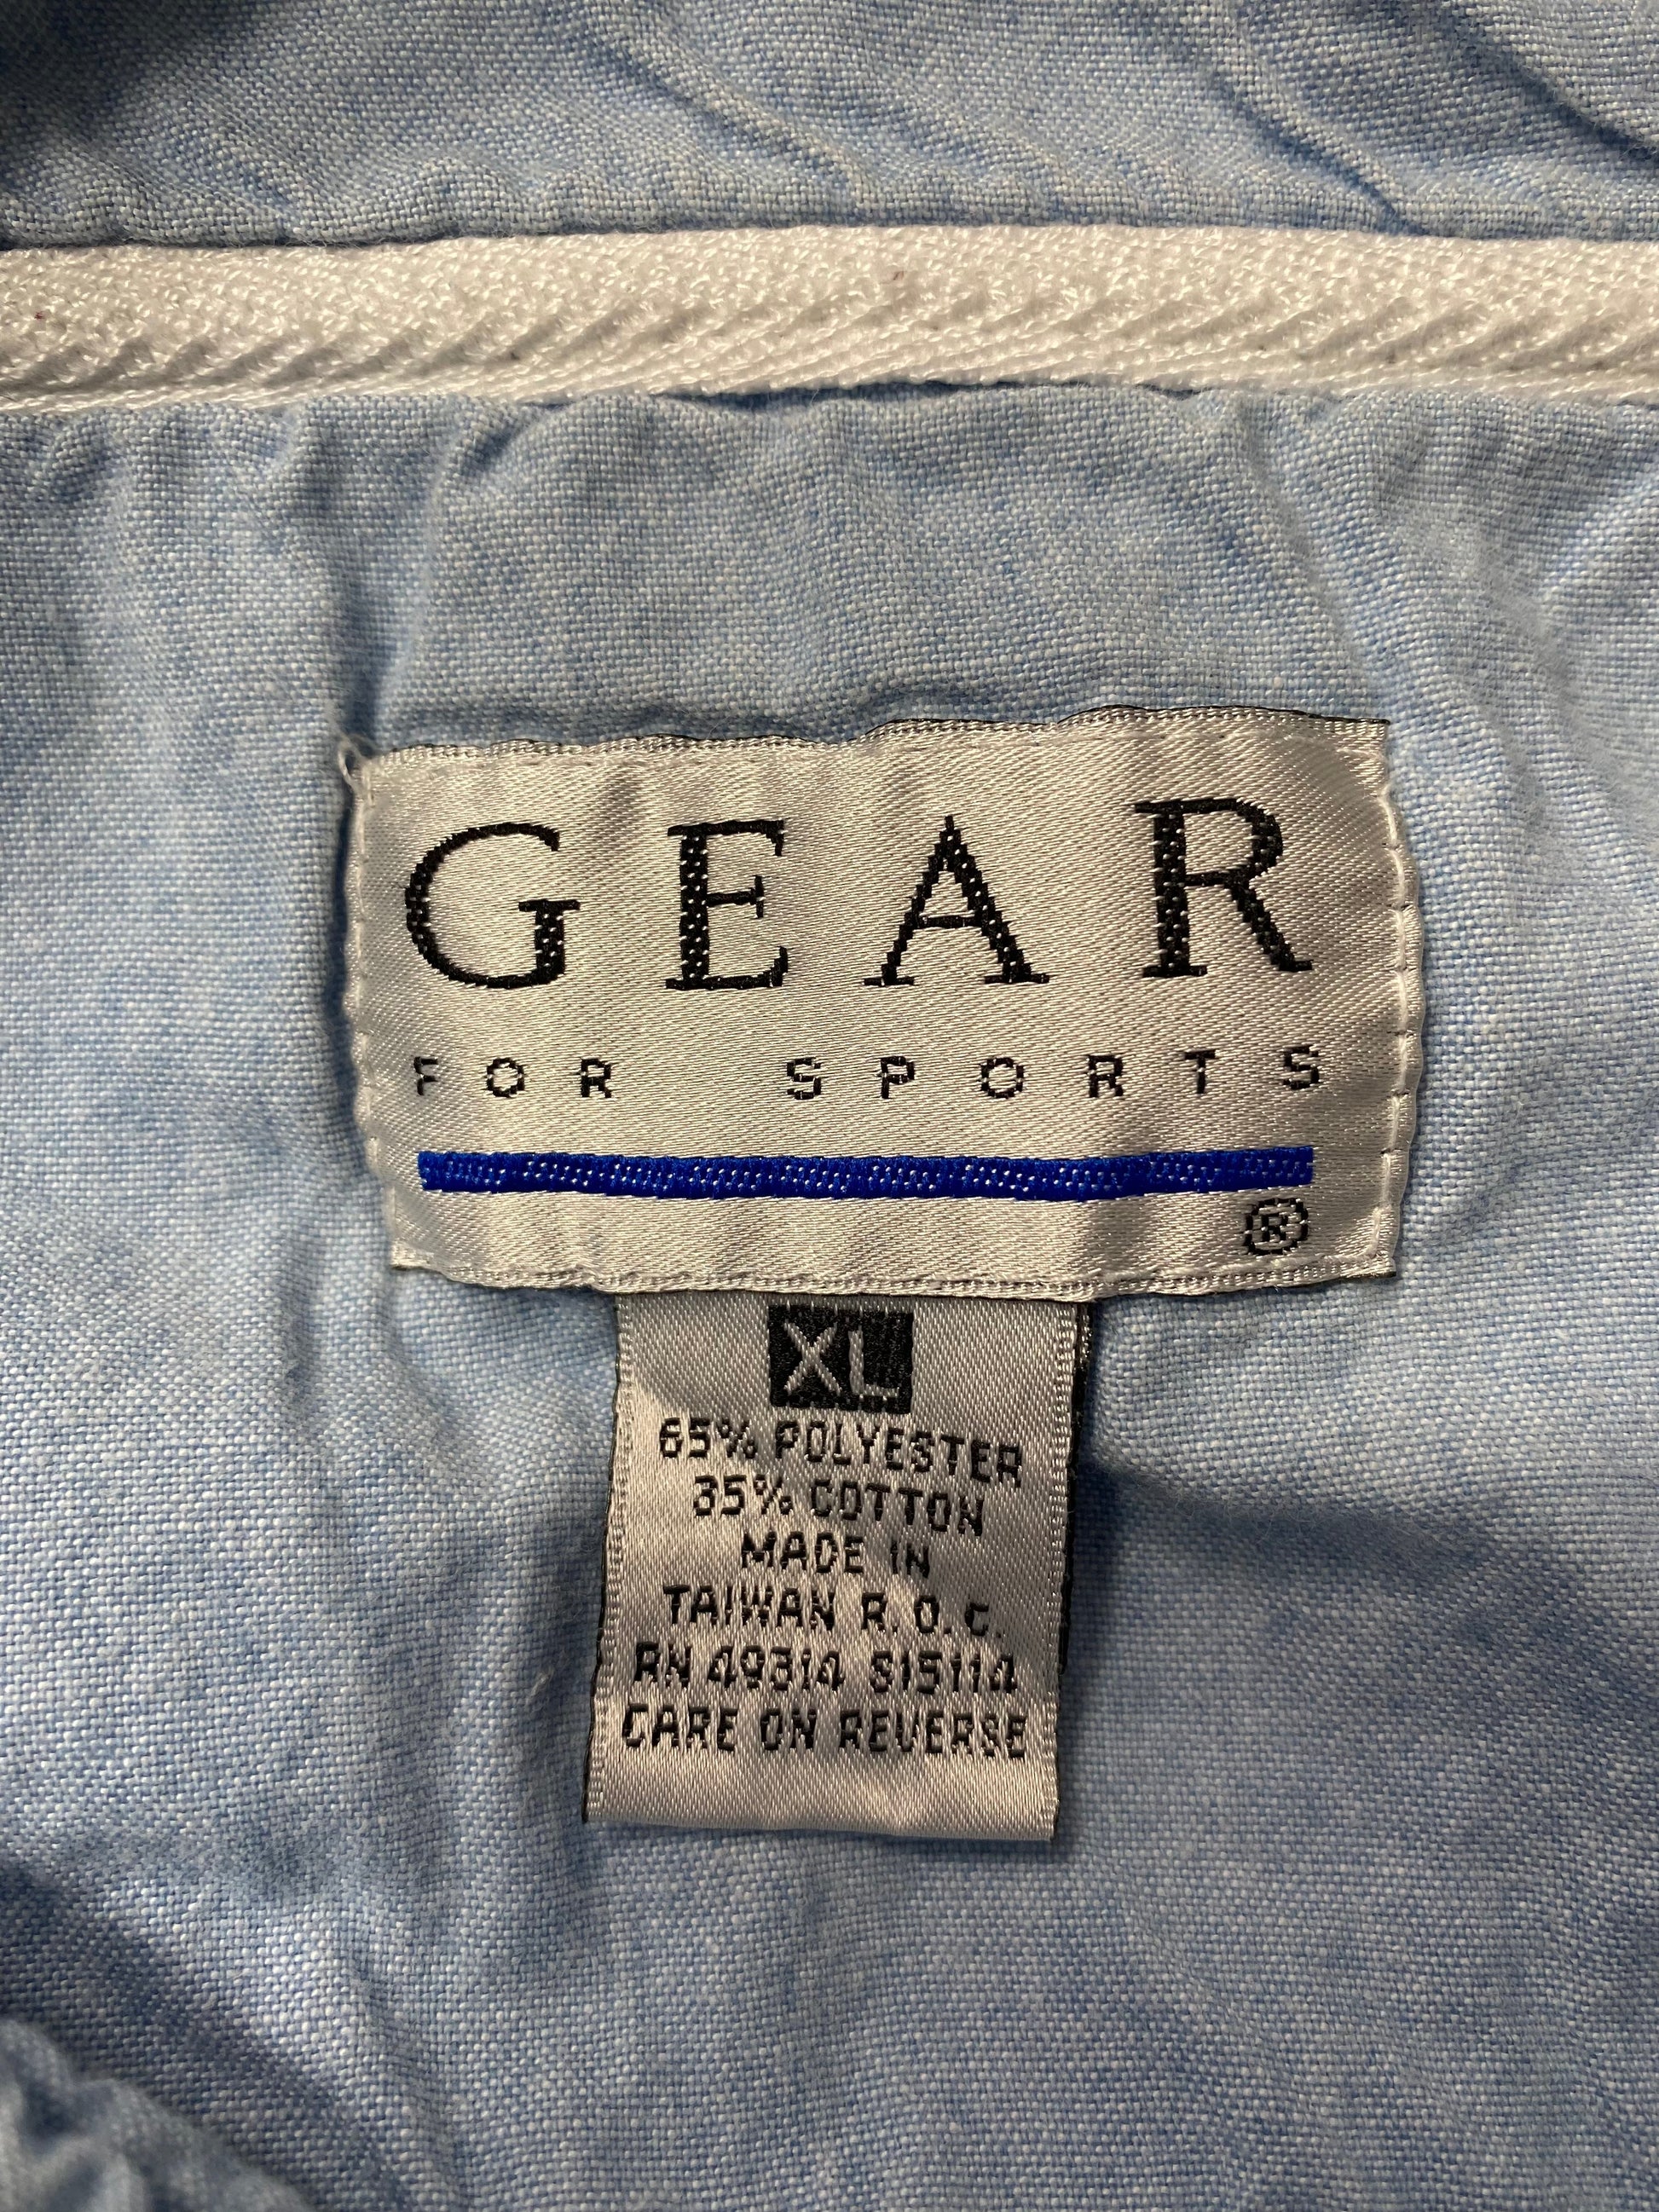 GEAR
FOR SPORTS
®
XL
65% POLYESTER
35% COTTON
MADE IN
TAIWAN R.O.C.
RN 49314 S15114
CARE ON REVERSE